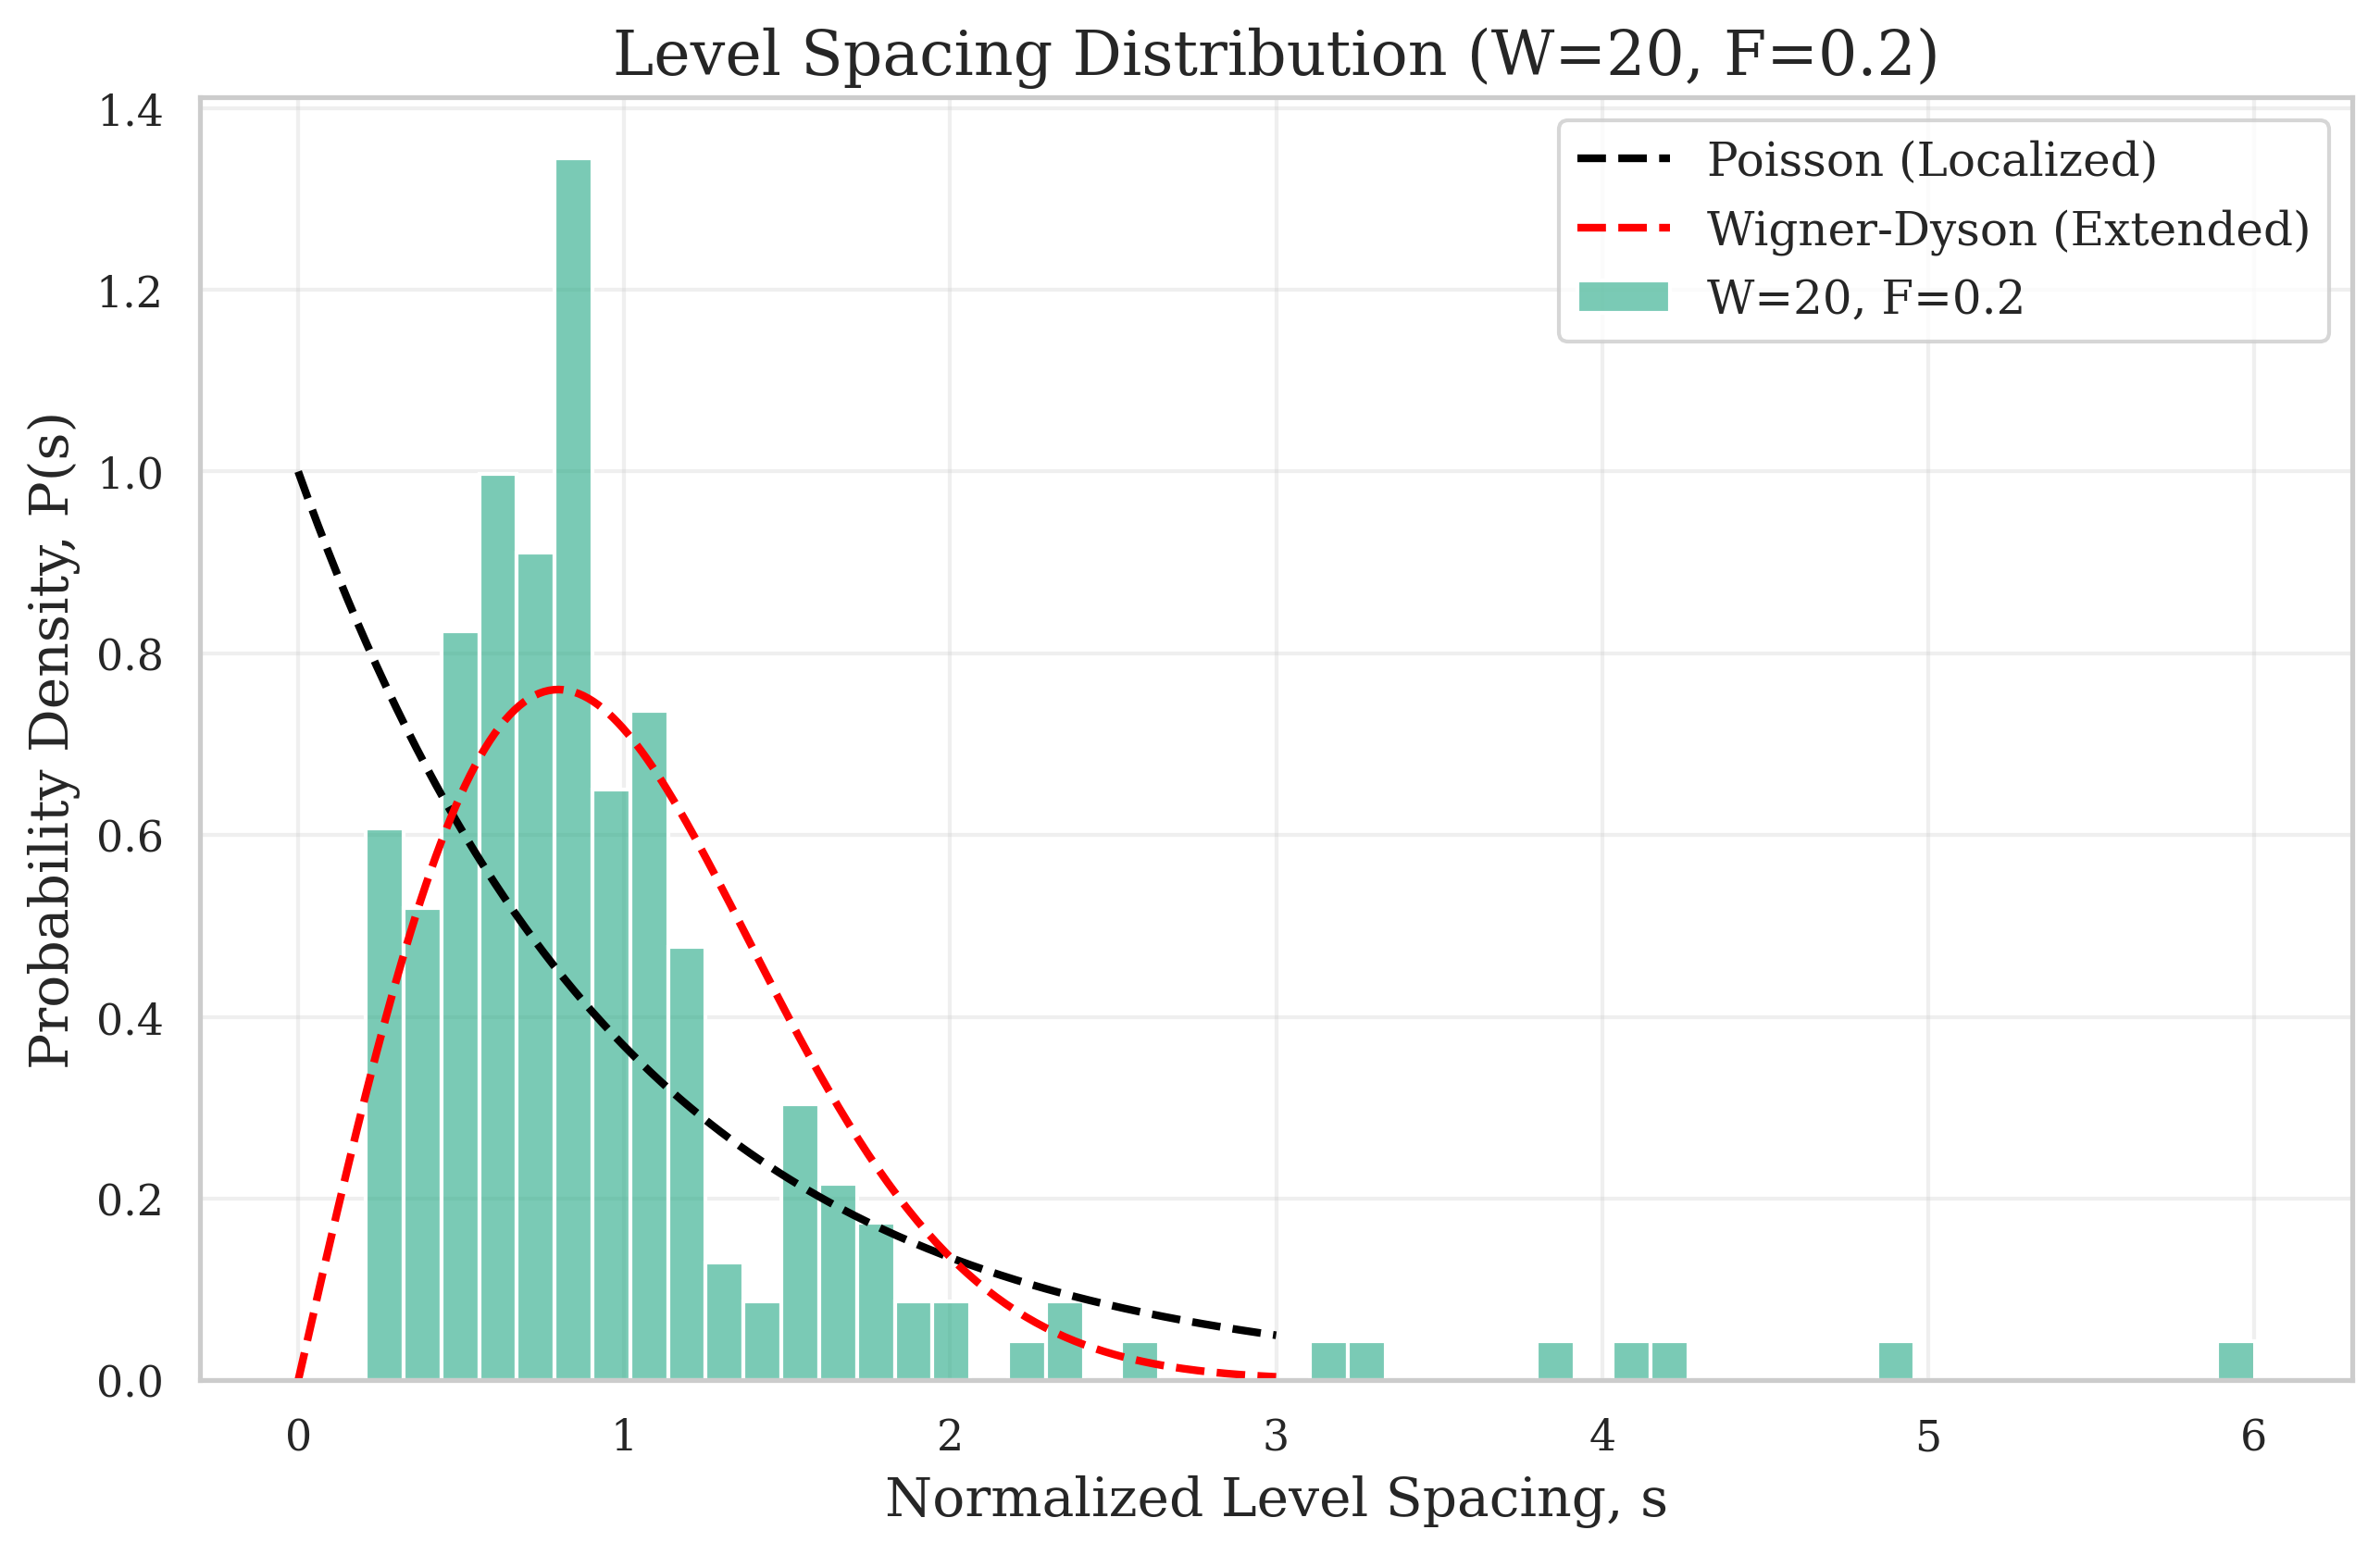 Level Spacing Distribution (W=20, F=0.2)
Poisson (Localized)
Wigner-Dyson (Extended)
W=20, F=0.2
Probability Density, P(s)
1.4
1.2
1.0
0.8
0.6
0.4
0.2
0.0
0 1 2 3 4 5 6
Normalized Level Spacing, s